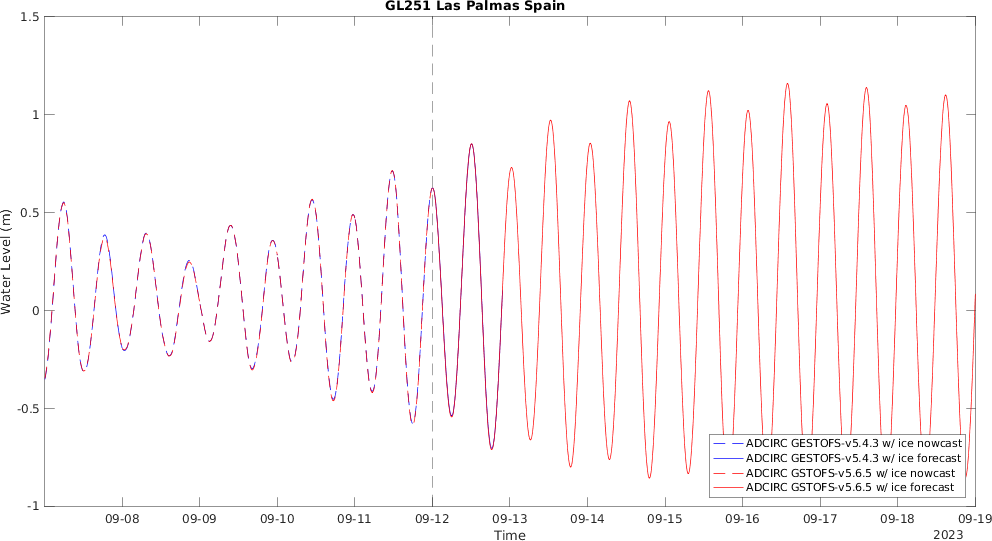 GL251 Las Palmas Spain
1.5
1
0.5
0
-0.5
-1
Water Level (m)
ADCIRC GESTOFS-v5.4.3 w/ ice nowcast
ADCIRC GESTOFS-v5.4.3 w/ ice forecast
ADCIRC GSTOFS-v5.6.5 w/ ice nowcast
ADCIRC GSTOFS-v5.6.5 w/ ice forecast
09-08 09-09 09-10 09-11 09-12 09-13 09-14 09-15 09-16 09-17 09-18 09-19
Time
2023